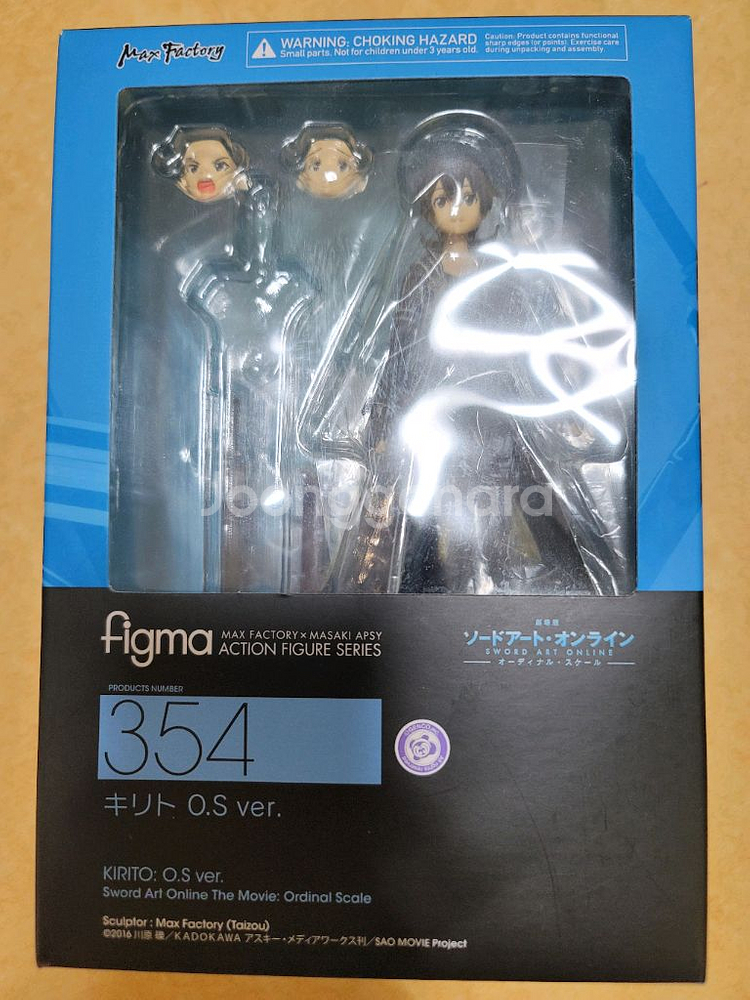 Max Factory
WARNING: CHOKING HAZARD
Small parts. Not for children under 3 years old.
Caution: Product contains functional
sharp edges (or points). Exercise care
during unpacking and assembly.
Joonggonara
figma
MAX FACTORY × MASAKI APSY
ACTION FIGURE SERIES
劇場版
ソードアート・オンライン
SWORD ART ONLINE
オーディナル・スケール
PRODUCTS NUMBER
354
キリト O.S ver.
KIRITO: O.S ver.
Sword Art Online The Movie: Ordinal Scale
Sculptor : Max Factory (Taizou)
©2016 川原 礫／KADOKAWA アスキー・メディアワークス刊／SAO MOVIE Project